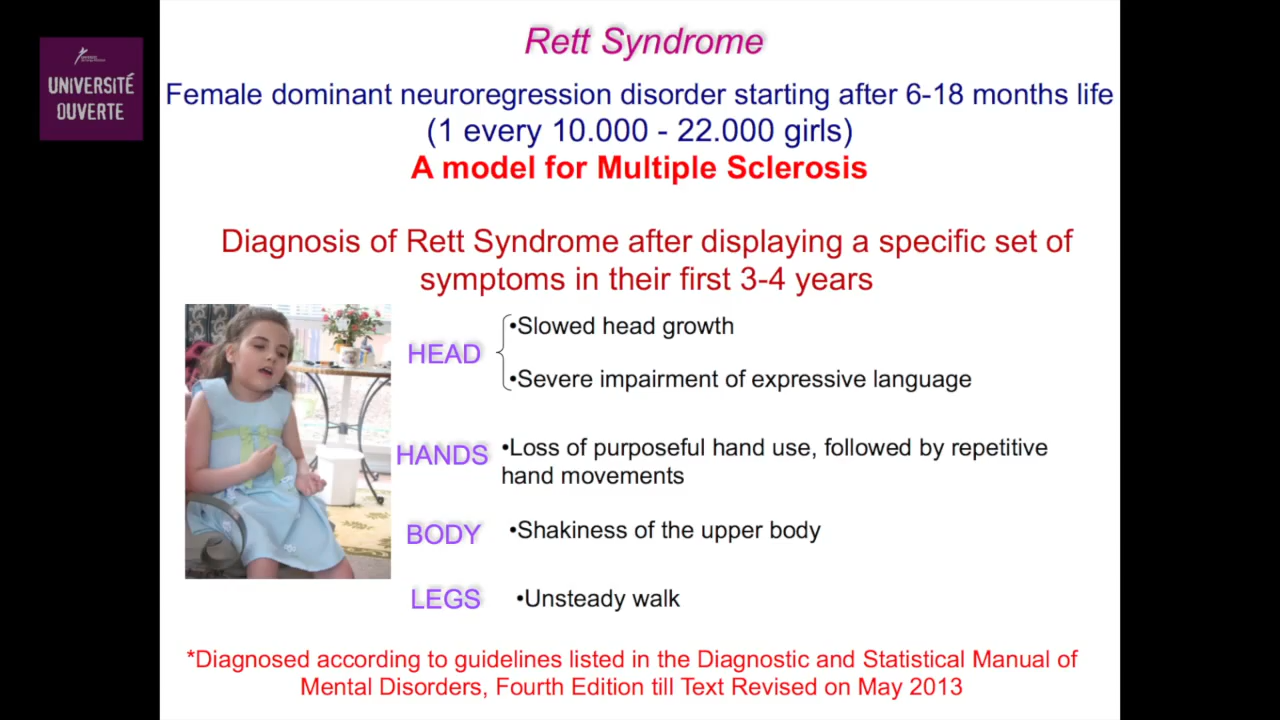 Rett Syndrome
UNIVERSITÉ
OUVERTE
Female dominant neuroregression disorder starting after 6-18 months life
(1 every 10.000 - 22.000 girls)
A model for Multiple Sclerosis
Diagnosis of Rett Syndrome after displaying a specific set of
symptoms in their first 3-4 years
HEAD
•Slowed head growth
•Severe impairment of expressive language
HANDS
•Loss of purposeful hand use, followed by repetitive
hand movements
BODY
•Shakiness of the upper body
LEGS
•Unsteady walk
*Diagnosed according to guidelines listed in the Diagnostic and Statistical Manual of
Mental Disorders, Fourth Edition till Text Revised on May 2013